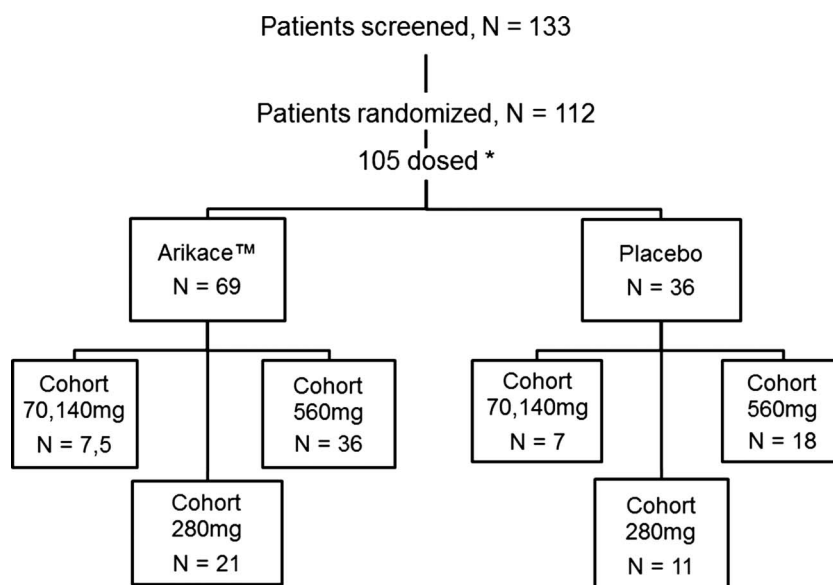 Patients screened, N = 133
Patients randomized, N = 112
105 dosed *
Arikace™
N = 69
Placebo
N = 36
Cohort
70,140mg
N = 7,5
Cohort
560mg
N = 36
Cohort
280mg
N = 21
Cohort
70,140mg
N = 7
Cohort
560mg
N = 18
Cohort
280mg
N = 11